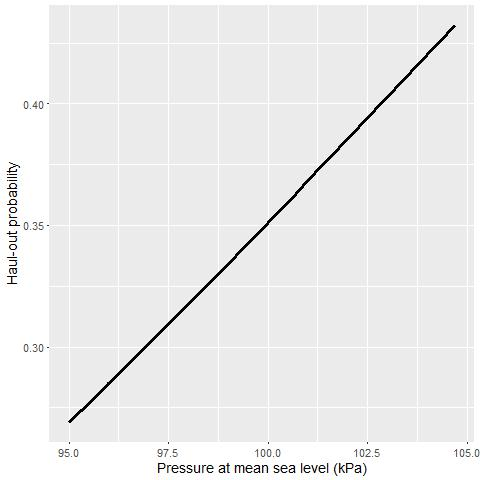 Haul-out probability
0.40
0.35
0.30
95.0 97.5 100.0 102.5 105.0
Pressure at mean sea level (kPa)